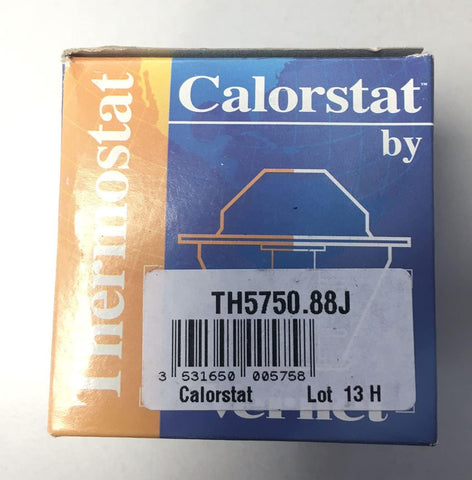 Thermostat
Calorstat™
by
TH5750.88J
3 531650 005758
Calorstat Lot 13 H
Vernet